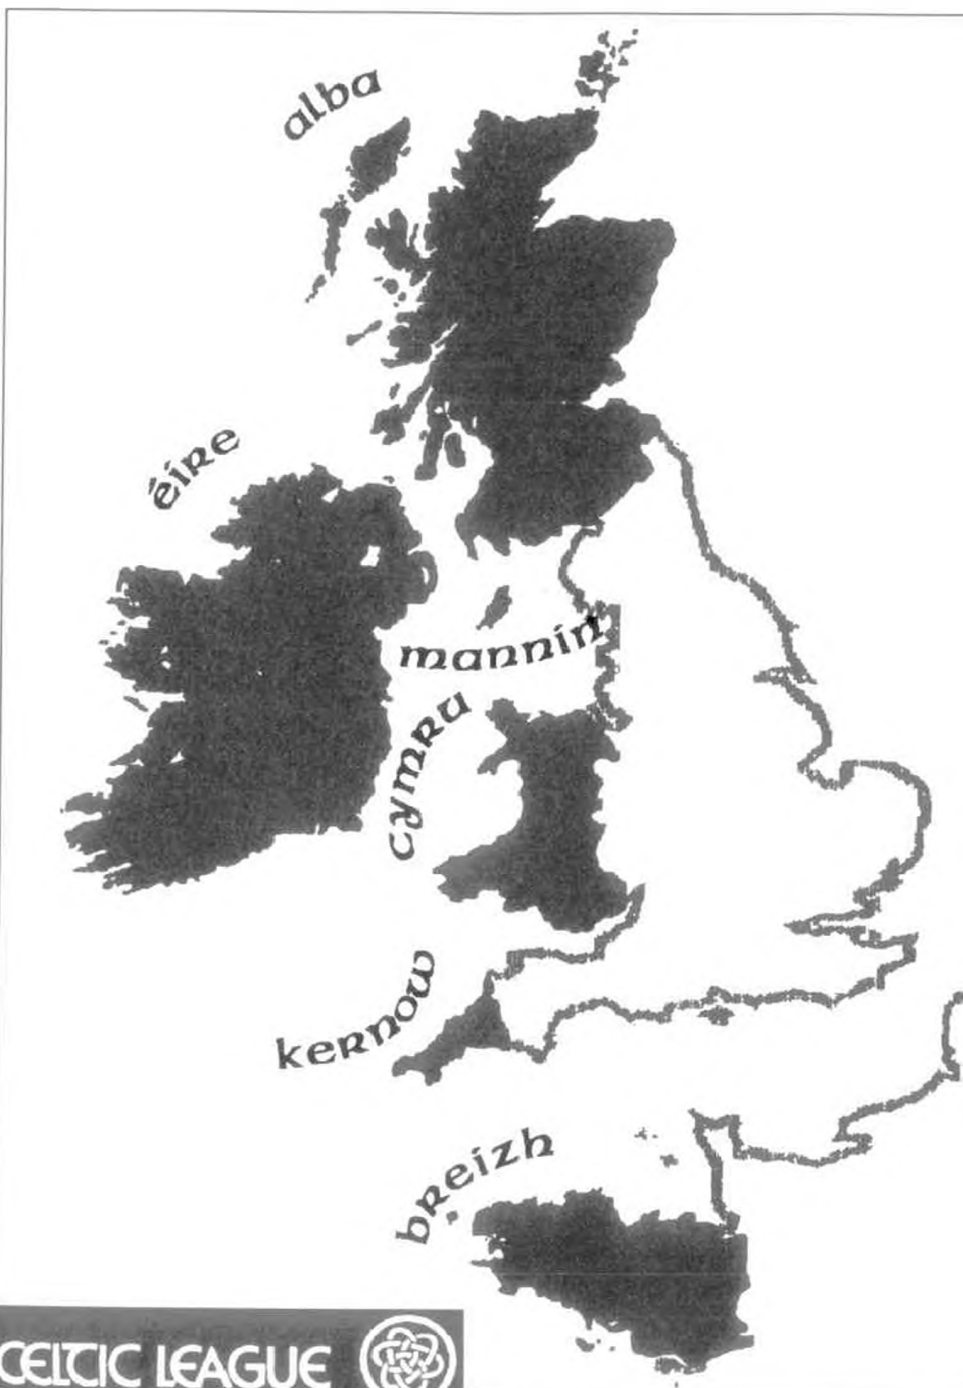 alba
éire
mannin
cymru
kernow
breizh
CELTIC LEAGUE